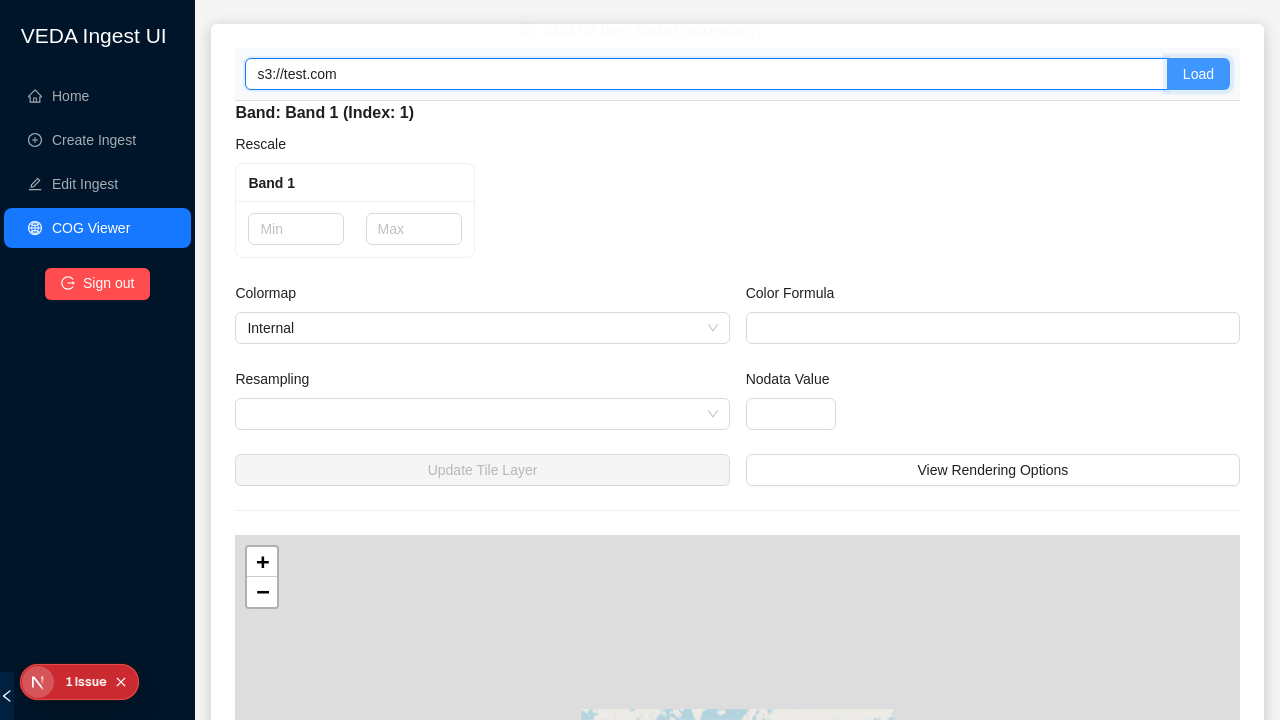 VEDA Ingest UI
Home
Create Ingest
Edit Ingest
COG Viewer
Sign out
1 Issue
COG tile layer loaded successfully!
s3://test.com
Load
Band: Band 1 (Index: 1)
Rescale
Band 1
Min
Max
Colormap
Color Formula
Internal
Resampling
Nodata Value
Update Tile Layer
View Rendering Options
+
−